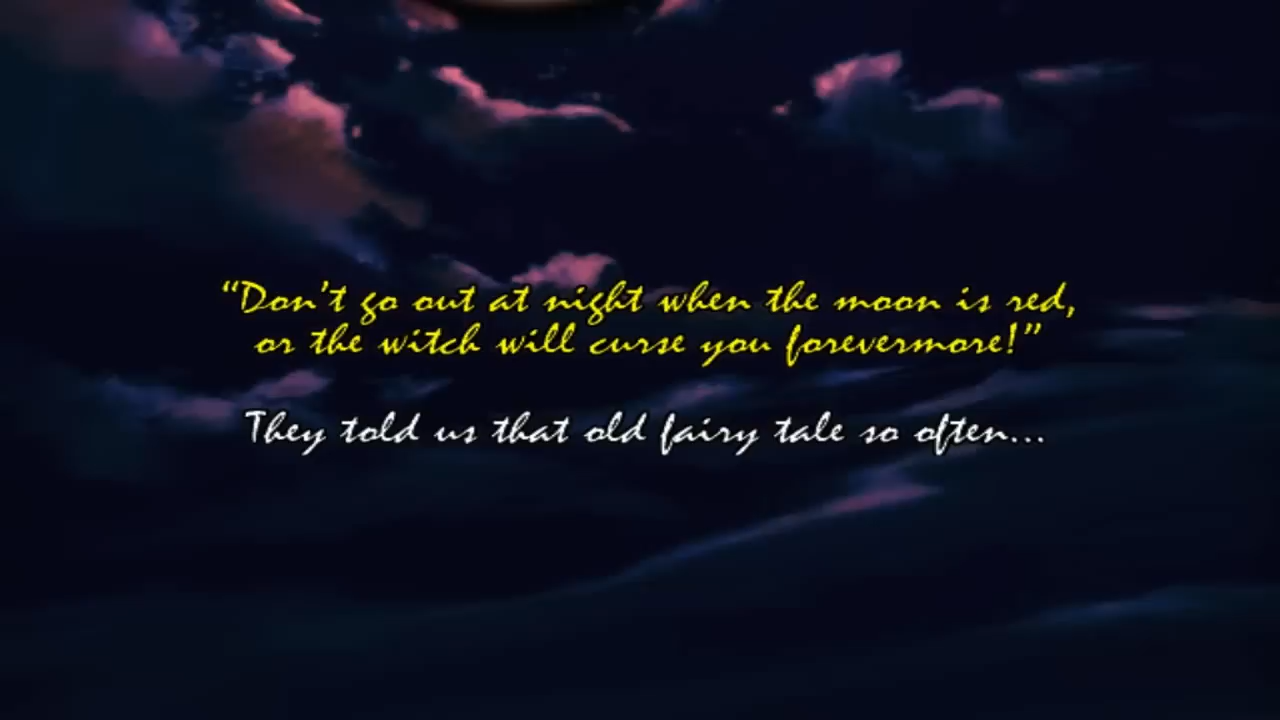 “Don’t go out at night when the moon is red,
or the witch will curse you forevermore!”
They told us that old fairy tale so often...